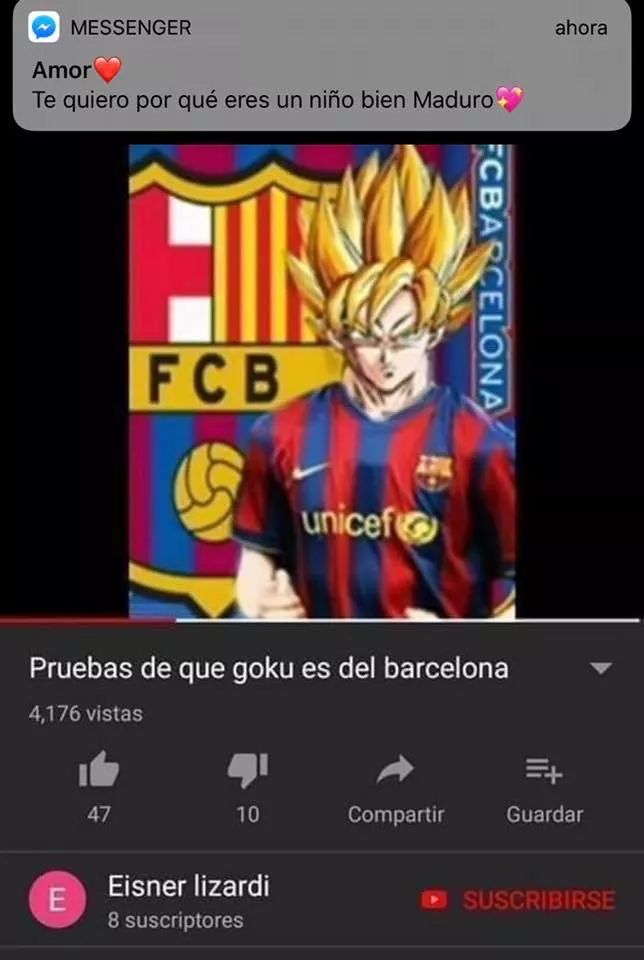 MESSENGER
ahora
Amor❤️
Te quiero por qué eres un niño bien Maduro💖
FCBARCELONA
FCB
unicef
Pruebas de que goku es del barcelona
4,176 vistas
47
10
Compartir
Guardar
E
Eisner lizardi
8 suscriptores
SUSCRIBIRSE